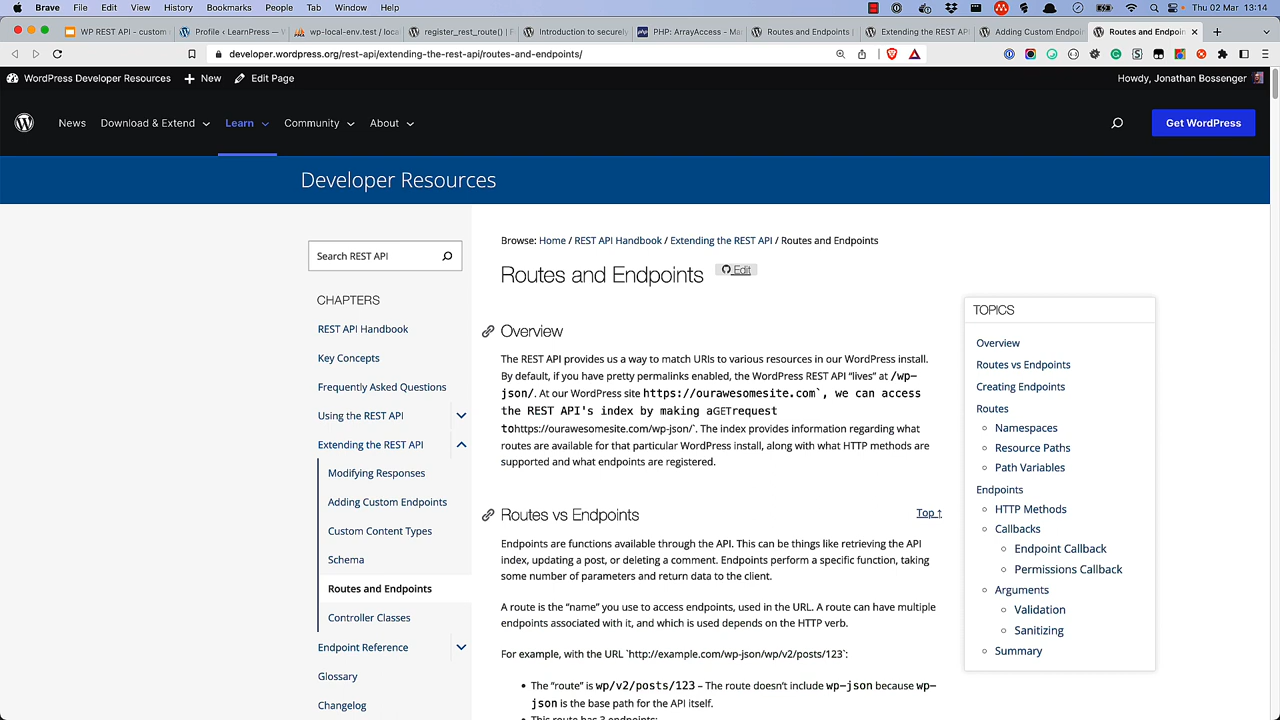 Brave File Edit View History Bookmarks People Tab Window Help
Thu 02 Mar 13:14
WP REST API - custom
Profile ‹ LearnPress — W
wp-local-env.test / local
register_rest_route() |
Introduction to securely
PHP: ArrayAccess - Ma
Routes and Endpoints |
Extending the REST API
Adding Custom Endpoi
Routes and Endpoin
developer.wordpress.org/rest-api/extending-the-rest-api/routes-and-endpoints/
WordPress Developer Resources New Edit Page
Howdy, Jonathan Bossenger
News Download & Extend Learn Community About
Get WordPress
Developer Resources
Search REST API
CHAPTERS
REST API Handbook
Key Concepts
Frequently Asked Questions
Using the REST API
Extending the REST API
Modifying Responses
Adding Custom Endpoints
Custom Content Types
Schema
Routes and Endpoints
Controller Classes
Endpoint Reference
Glossary
Changelog
Browse: Home / REST API Handbook / Extending the REST API / Routes and Endpoints
Routes and Endpoints
Edit
Overview
The REST API provides us a way to match URIs to various resources in our WordPress install.
By default, if you have pretty permalinks enabled, the WordPress REST API “lives” at /wp-
json/. At our WordPress site https://ourawesomesite.com`, we can access
the REST API's index by making aGETrequest
tohttps://ourawesomesite.com/wp-json/`. The index provides information regarding what
routes are available for that particular WordPress install, along with what HTTP methods are
supported and what endpoints are registered.
Routes vs Endpoints
Top ↑
Endpoints are functions available through the API. This can be things like retrieving the API
index, updating a post, or deleting a comment. Endpoints perform a specific function, taking
some number of parameters and return data to the client.
A route is the “name” you use to access endpoints, used in the URL. A route can have multiple
endpoints associated with it, and which is used depends on the HTTP verb.
For example, with the URL `http://example.com/wp-json/wp/v2/posts/123`:
• The “route” is wp/v2/posts/123 – The route doesn’t include wp-json because wp-
json is the base path for the API itself.
• This route has 3 endpoints:
TOPICS
Overview
Routes vs Endpoints
Creating Endpoints
Routes
Namespaces
Resource Paths
Path Variables
Endpoints
HTTP Methods
Callbacks
Endpoint Callback
Permissions Callback
Arguments
Validation
Sanitizing
Summary